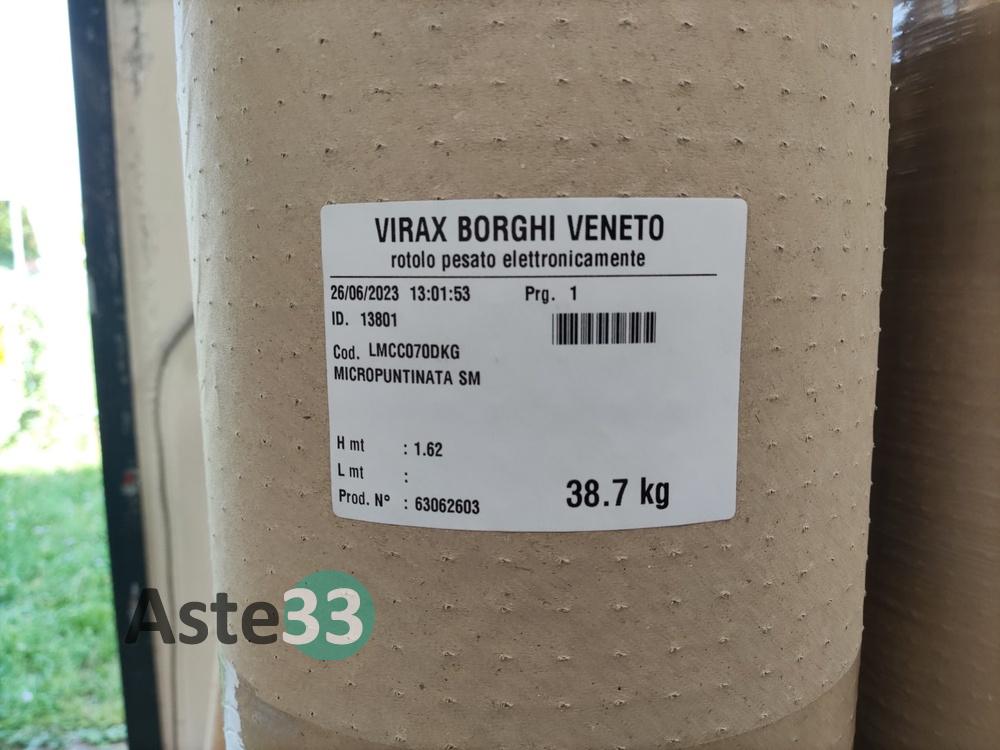 VIRAX BORGHI VENETO
rotolo pesato elettronicamente
26/06/2023 13:01:53 Prg. 1
ID. 13801
Cod. LMCC070DKG
MICROPUNTINATA SM
H mt : 1.62
L mt :
Prod. N° : 63062603
38.7 kg
Aste33